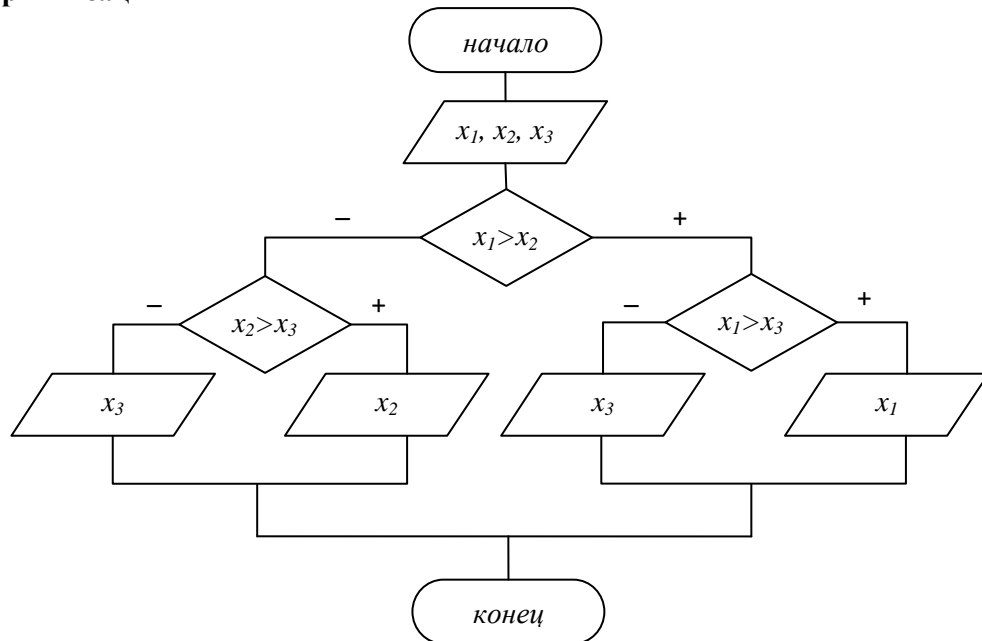 начало
x1, x2, x3
– +
x1>x2
– + – +
x2>x3 x1>x3
x3 x2 x3 x1
конец